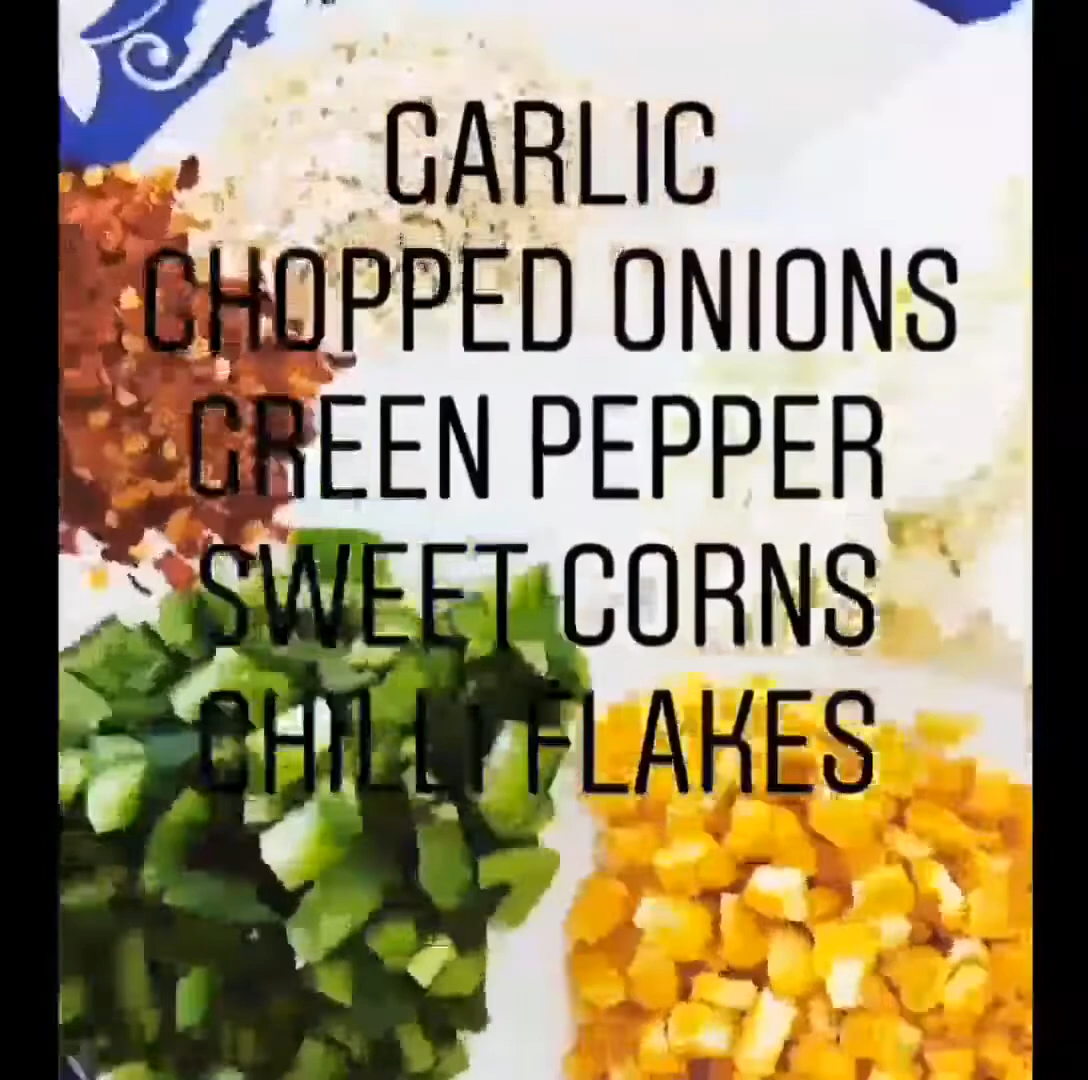 GARLIC
CHOPPED ONIONS
GREEN PEPPER
SWEET CORNS
CHILLI FLAKES